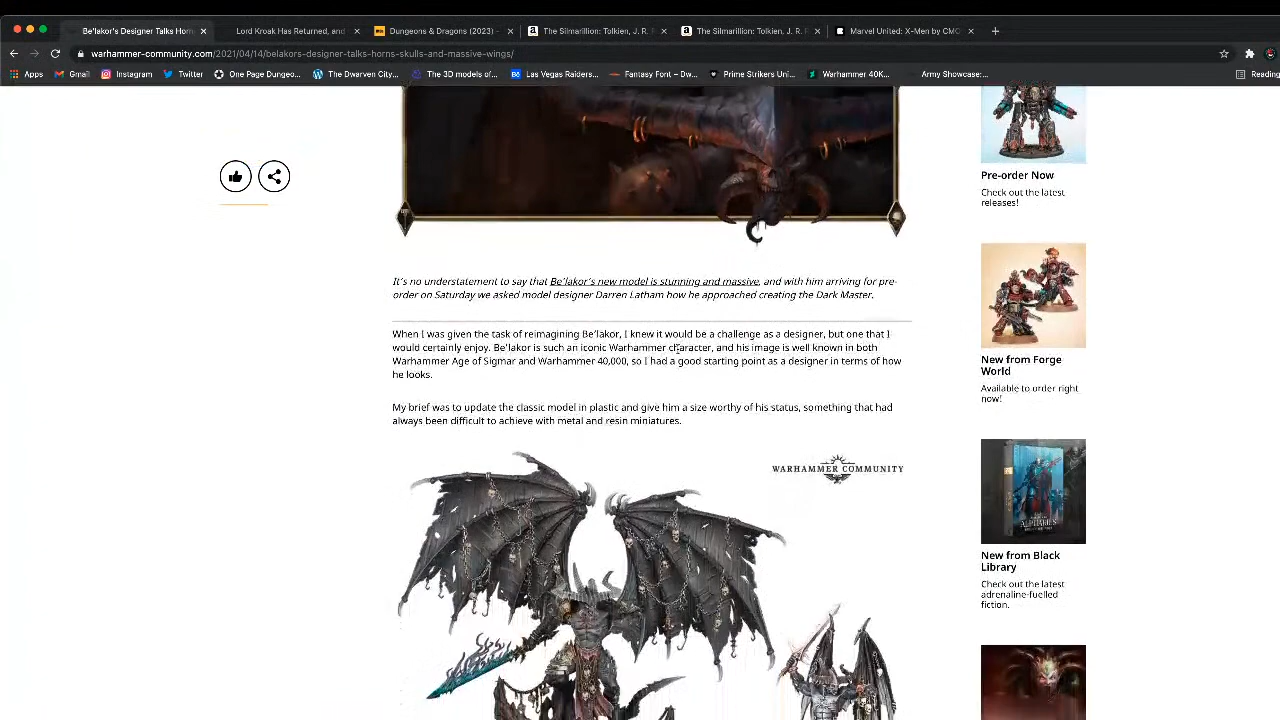 Be'lakor's Designer Talks Horn
Lord Kroak Has Returned, and
Dungeons & Dragons (2023) -
The Silmarillion: Tolkien, J. R. F
The Silmarillion: Tolkien, J. R. F
Marvel United: X-Men by CMC
warhammer-community.com/2021/04/14/belakors-designer-talks-horns-skulls-and-massive-wings/
Apps
Gmail
Instagram
Twitter
One Page Dungeo...
The Dwarven City...
The 3D models of...
Las Vegas Raiders...
Fantasy Font – Dw...
Prime Strikers Uni...
Warhammer 40K...
Army Showcase:...
Reading
It's no understatement to say that Be'lakor's new model is stunning and massive, and with him arriving for pre-
order on Saturday we asked model designer Darren Latham how he approached creating the Dark Master.
When I was given the task of reimagining Be'lakor, I knew it would be a challenge as a designer, but one that I
would certainly enjoy. Be'lakor is such an iconic Warhammer character, and his image is well known in both
Warhammer Age of Sigmar and Warhammer 40,000, so I had a good starting point as a designer in terms of how
he looks.
My brief was to update the classic model in plastic and give him a size worthy of his status, something that had
always been difficult to achieve with metal and resin miniatures.
WARHAMMER COMMUNITY
Pre-order Now
Check out the latest
releases!
New from Forge
World
Available to order right
now!
ALPHARIUS
New from Black
Library
Check out the latest
adrenaline-fuelled
fiction.